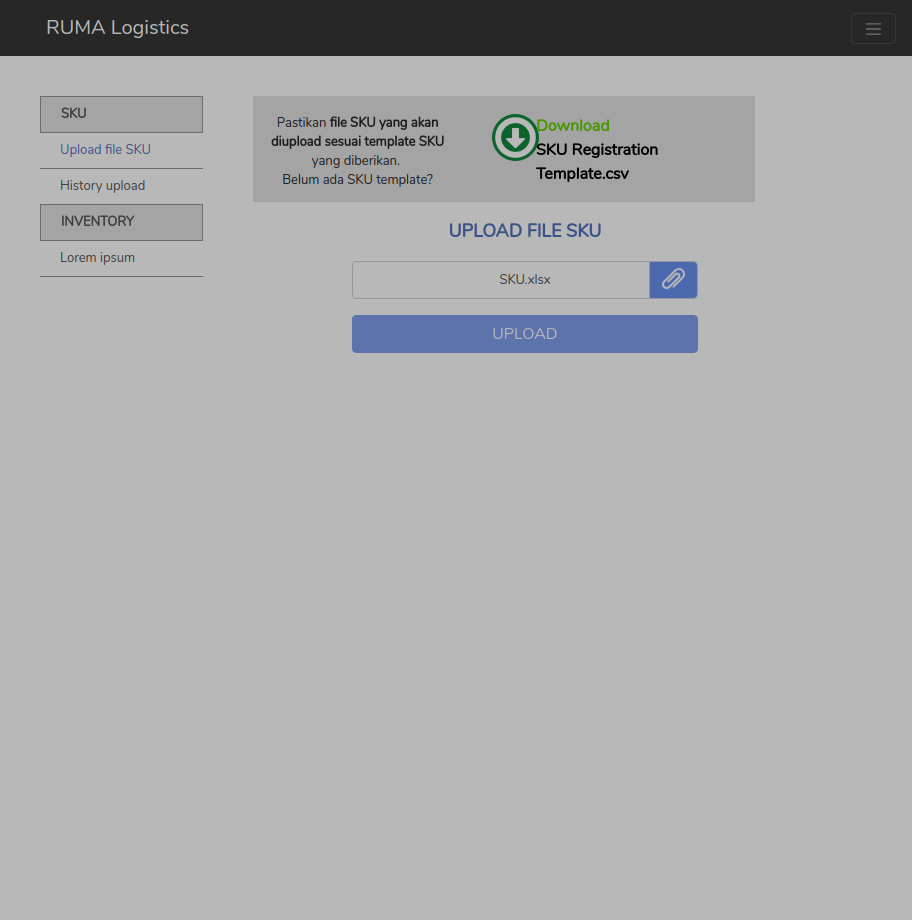 RUMA Logistics
SKU
Upload file SKU
History upload
INVENTORY
Lorem ipsum
Pastikan file SKU yang akan
diupload sesuai template SKU
yang diberikan.
Belum ada SKU template?
Download
SKU Registration
Template.csv
UPLOAD FILE SKU
SKU.xlsx
UPLOAD